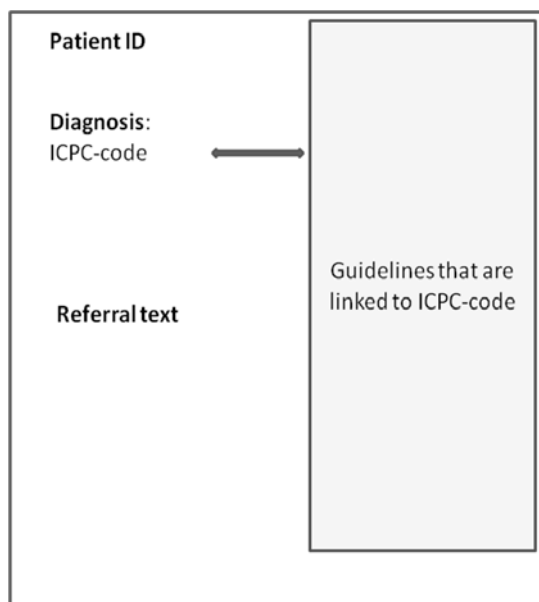 Patient ID
Diagnosis:
ICPC-code
Referral text
Guidelines that are
linked to ICPC-code